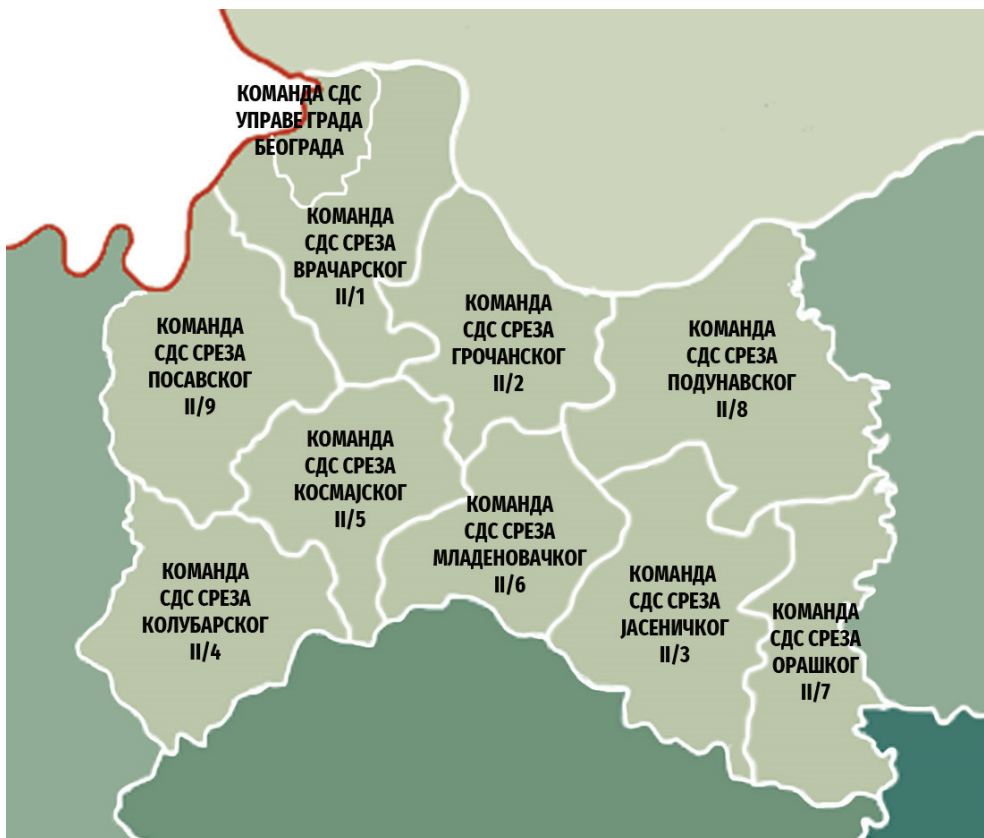 КОМАНДА СДС
УПРАВЕ ГРАДА
БЕОГРАДА
КОМАНДА
СДС СРЕЗА
ВРАЧАРСКОГ
II/1
КОМАНДА
СДС СРЕЗА
ГРОЧАНСКОГ
II/2
КОМАНДА
СДС СРЕЗА
ПОСАВСКОГ
II/9
КОМАНДА
СДС СРЕЗА
ПОДУНАВСКОГ
II/8
КОМАНДА
СДС СРЕЗА
КОСМАЈСКОГ
II/5
КОМАНДА
СДС СРЕЗА
МЛАДЕНОВАЧКОГ
II/6
КОМАНДА
СДС СРЕЗА
КОЛУБАРСКОГ
II/4
КОМАНДА
СДС СРЕЗА
ЈАСЕНИЧКОГ
II/3
КОМАНДА
СДС СРЕЗА
ОРАШКОГ
II/7